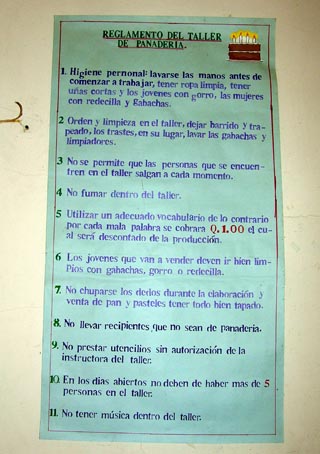 REGLAMENTO DEL TALLER
DE PANADERIA.
1. Higiene pernonal: lavarse las manos antes de
comenzar a trabajar, tener ropa limpia, tener
uñas cortas y los jovenes con gorro, las mujeres
con redecilla y Gabachas.
2 Orden y limpieza en el taller, dejar barrido y tra-
peado, los trastes, en su lugar, lavar las gabachas y
limpiadores.
3 No se permite que las personas que se encuen-
tren en el taller salgan a cada momento.
4 No fumar dentro del taller.
5 Utilizar un adecuado vocabulario de lo contrario
por cada mala palabra se cobrara Q.1.00 el cu-
al será descontado de la producción.
6 Los jovenes que van a vender deven ir bien lim-
Pios con gabachas, gorro o redecilla.
7. No chuparse los dedos durante la elaboración y
venta de pan y pasteles tener todo bien tapado.
8. No llevar recipientes que no sean de panaderia.
9. No prestar utencilios sin autorización de la
instructora del taller.
10. En los dias abiertos no deben de haber mas de 5
personas en el taller.
11. No tener música dentro del taller.